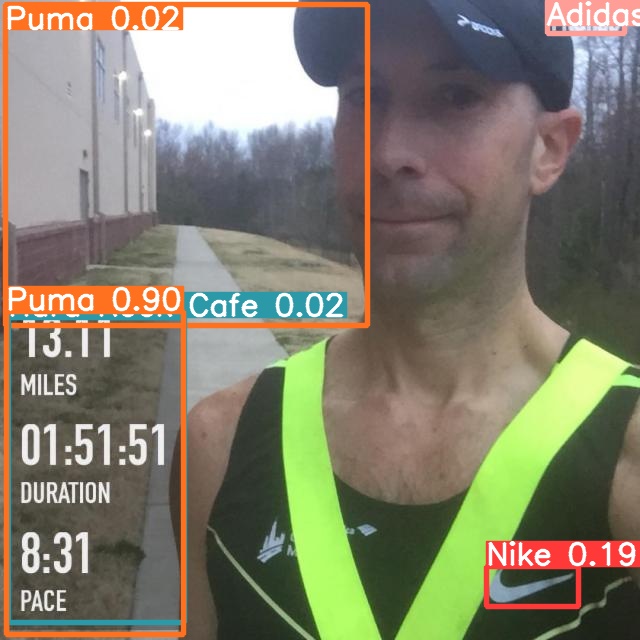 Puma 0.02
Adidas
Puma 0.90
Cafe 0.02
13.11
MILES
01:51:51
DURATION
8:31
PACE
Nike 0.19